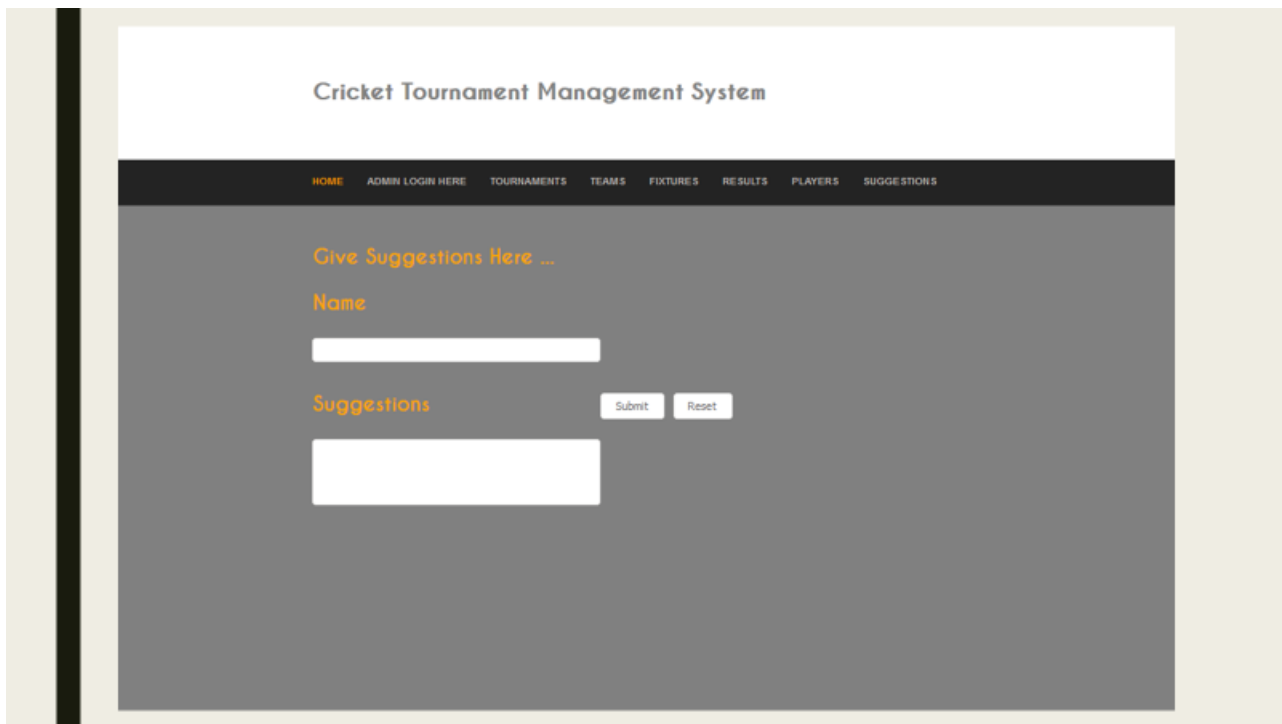 Cricket Tournament Management System
HOME ADMIN LOGIN HERE TOURNAMENTS TEAMS FIXTURES RESULTS PLAYERS SUGGESTIONS
Give Suggestions Here ...
Name
Suggestions Submit Reset